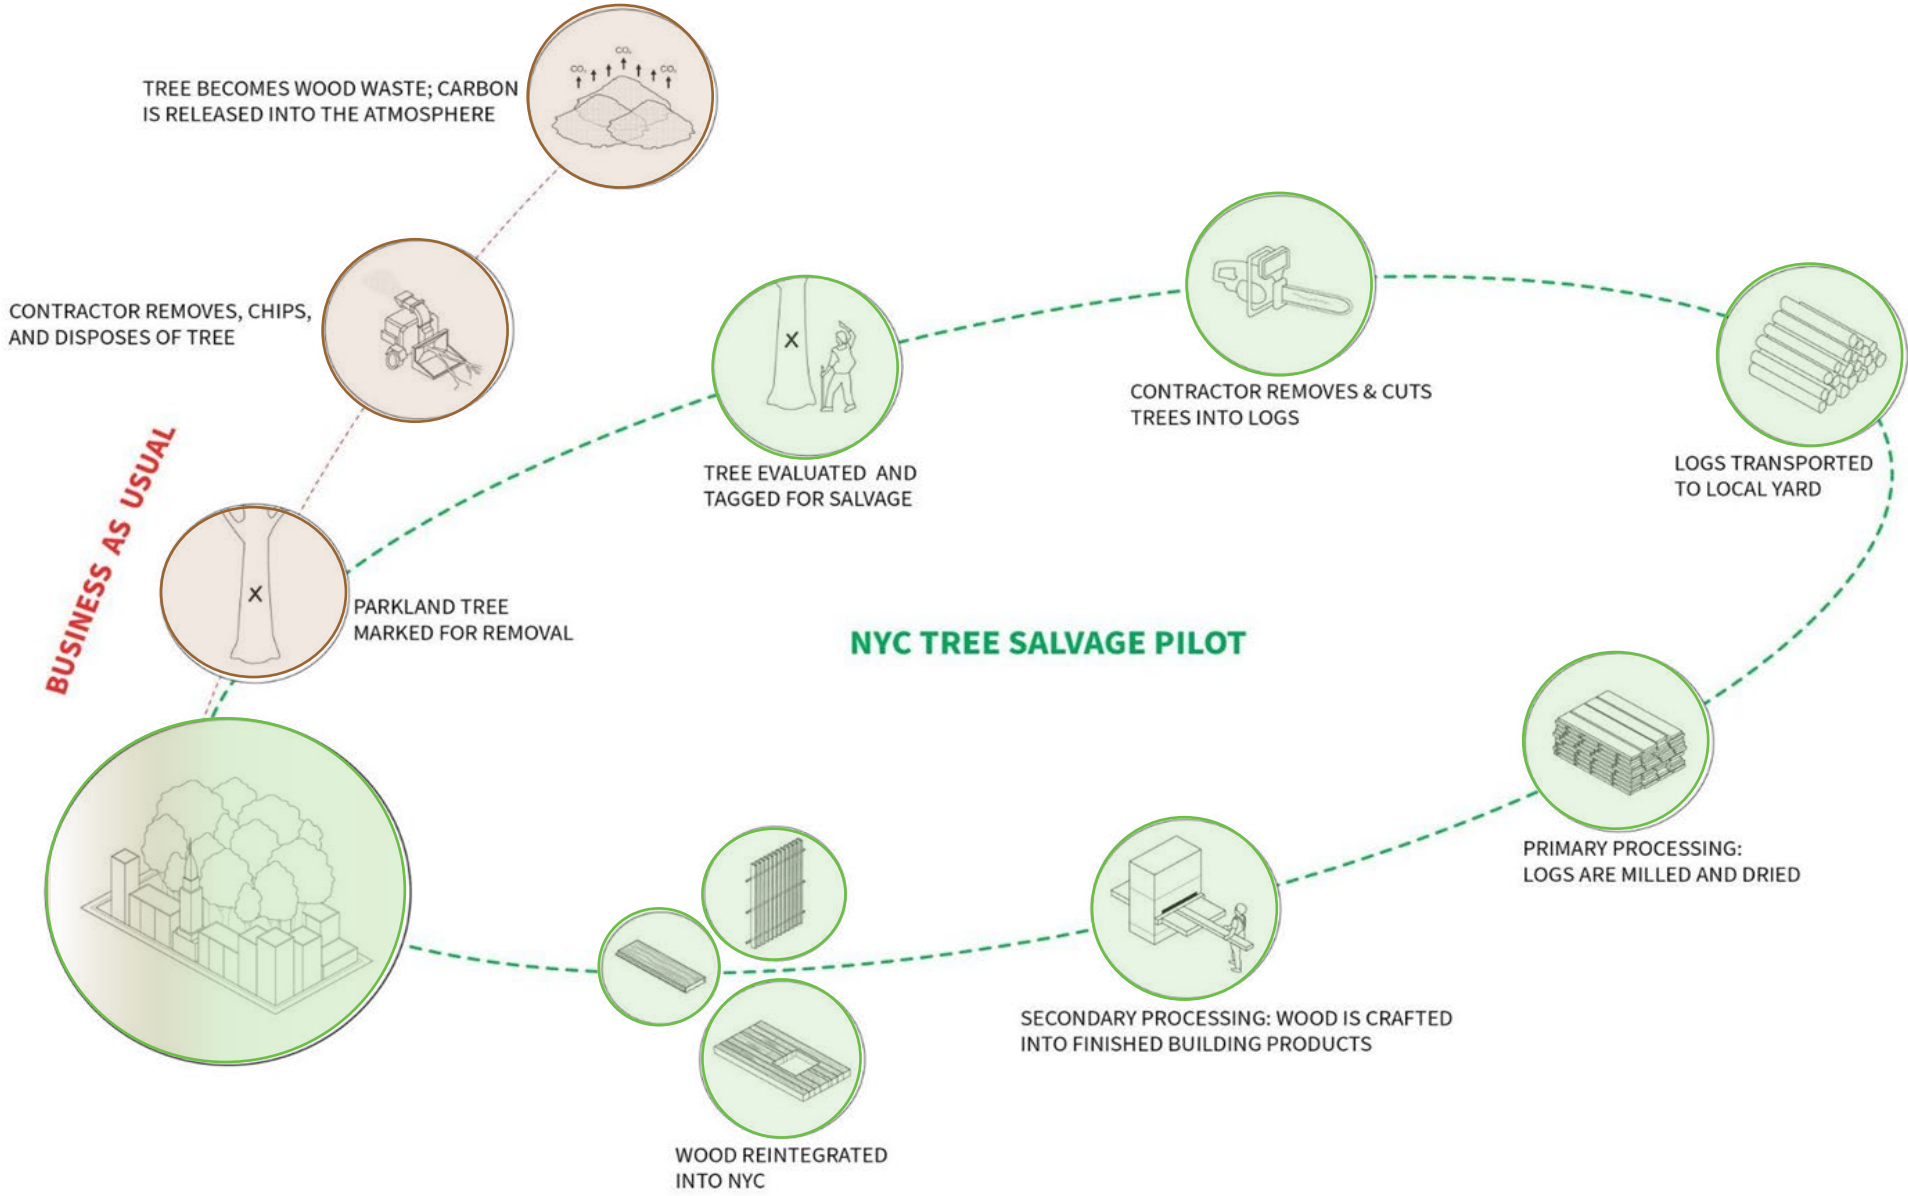 CO₂
CO₂
CO₂
TREE BECOMES WOOD WASTE; CARBON
IS RELEASED INTO THE ATMOSPHERE
CONTRACTOR REMOVES, CHIPS,
AND DISPOSES OF TREE
BUSINESS AS USUAL
X
PARKLAND TREE
MARKED FOR REMOVAL
X
TREE EVALUATED AND
TAGGED FOR SALVAGE
CONTRACTOR REMOVES & CUTS
TREES INTO LOGS
LOGS TRANSPORTED
TO LOCAL YARD
NYC TREE SALVAGE PILOT
PRIMARY PROCESSING:
LOGS ARE MILLED AND DRIED
SECONDARY PROCESSING: WOOD IS CRAFTED
INTO FINISHED BUILDING PRODUCTS
WOOD REINTEGRATED
INTO NYC